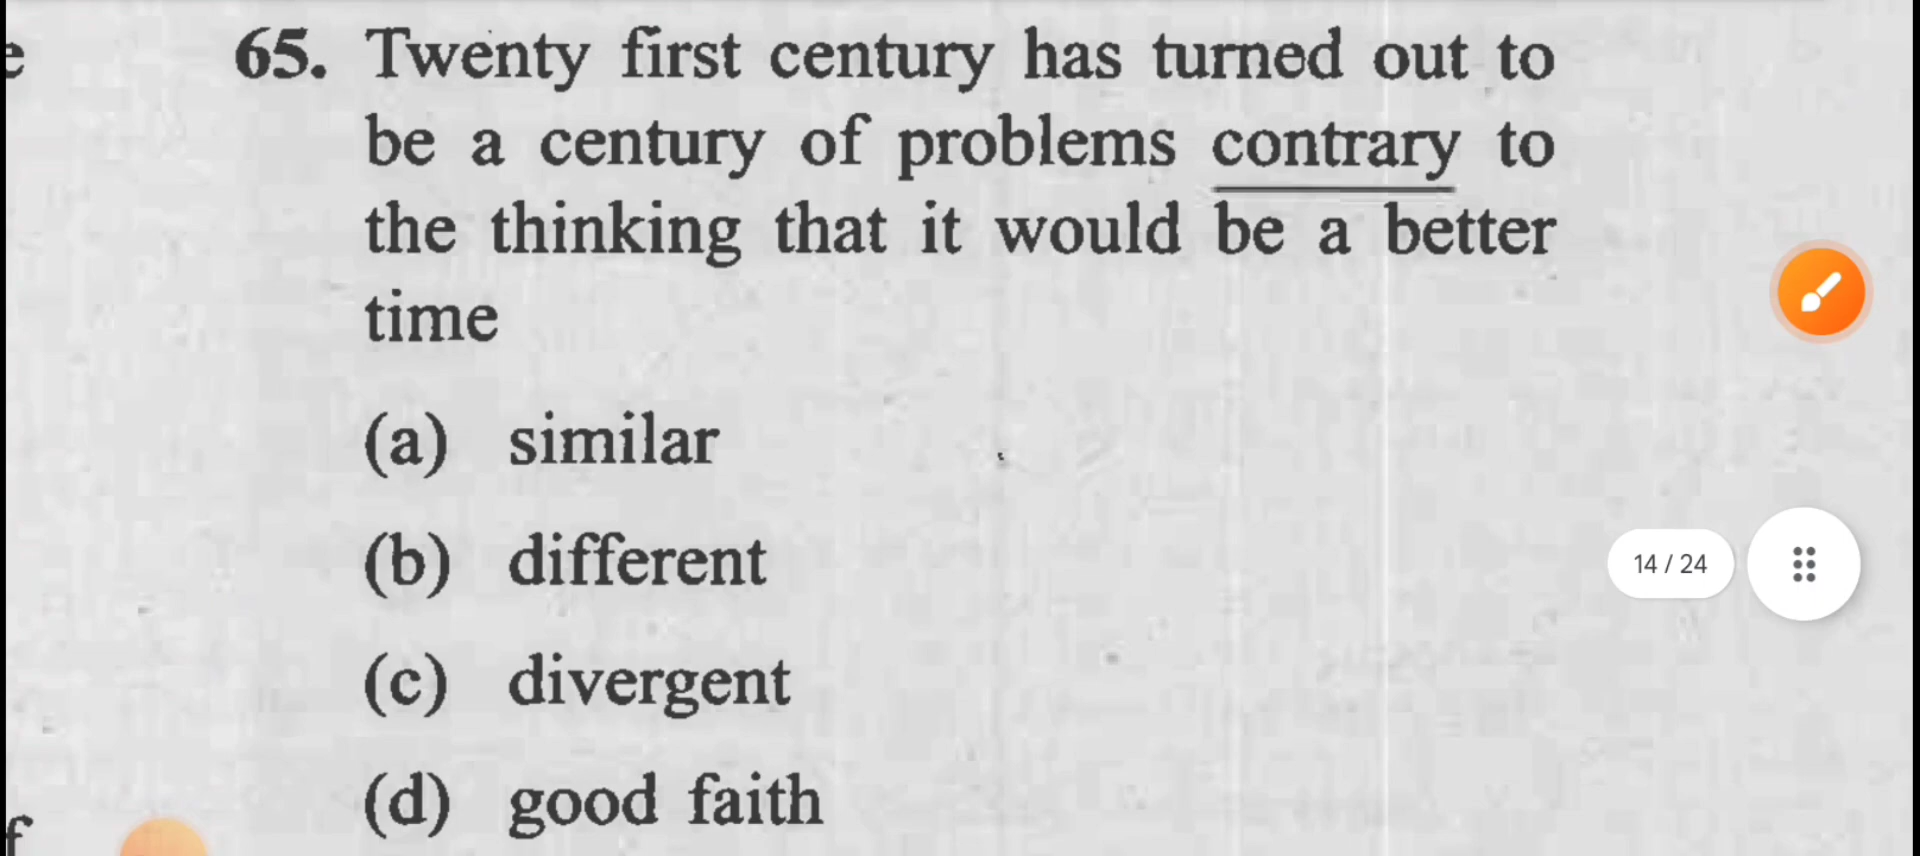 65. Twenty first century has turned out to
be a century of problems contrary to
the thinking that it would be a better
time
(a) similar
(b) different
(c) divergent
(d) good faith
14 / 24
e
f